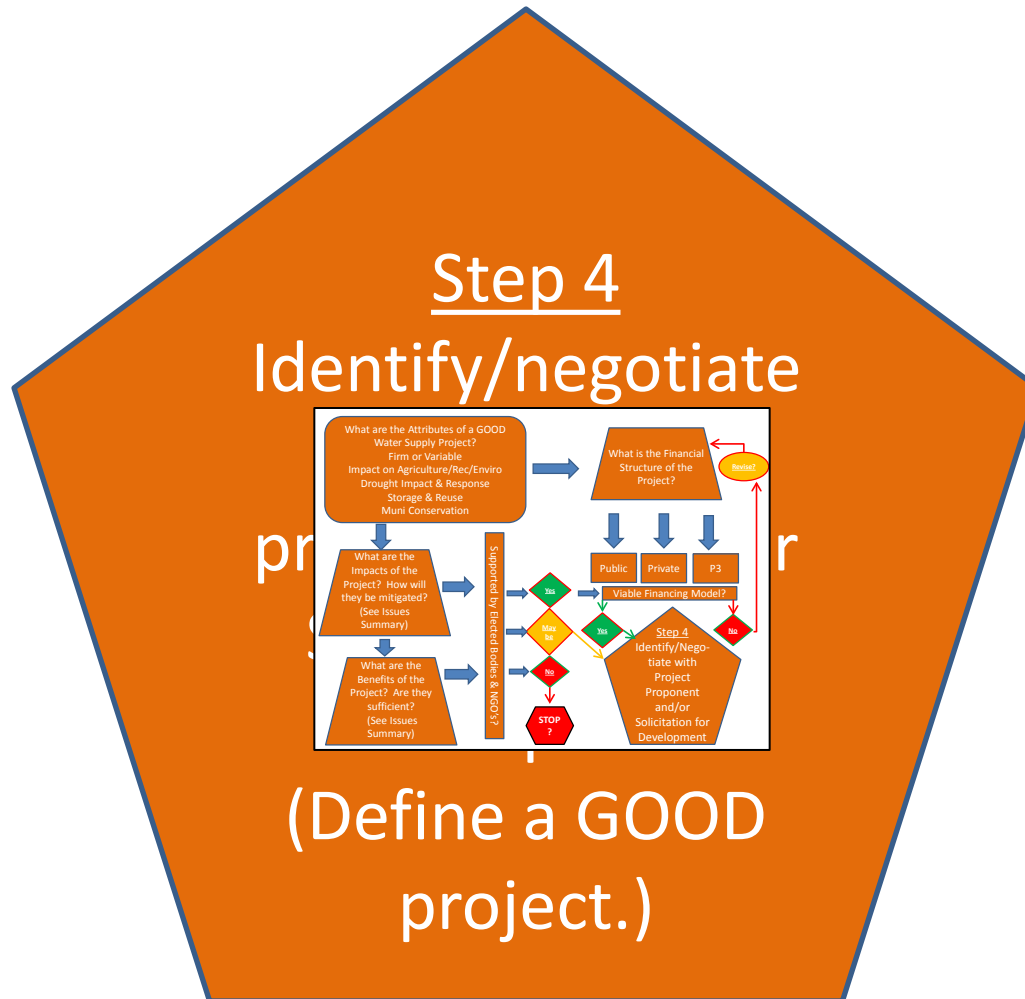 Step 4
Identify/negotiate
What are the Attributes of a GOOD
Water Supply Project?
Firm or Variable
Impact on Agriculture/Rec/Enviro
Drought Impact & Response
Storage & Reuse
Muni Conservation
What is the Financial
Structure of the
Project?
Revise?
What are the
Impacts of the
Project? How will
they be mitigated?
(See Issues
Summary)
Supported by Elected Bodies & NGO's?
Public
Private
P3
Yes
Viable Financing Model?
May
be
Yes
No
No
What are the
Benefits of the
Project? Are they
sufficient?
(See Issues
Summary)
STOP
?
Step 4
Identify/Nego-
tiate with
Project
Proponent
and/or
Solicitation for
Development
(Define a GOOD
project.)